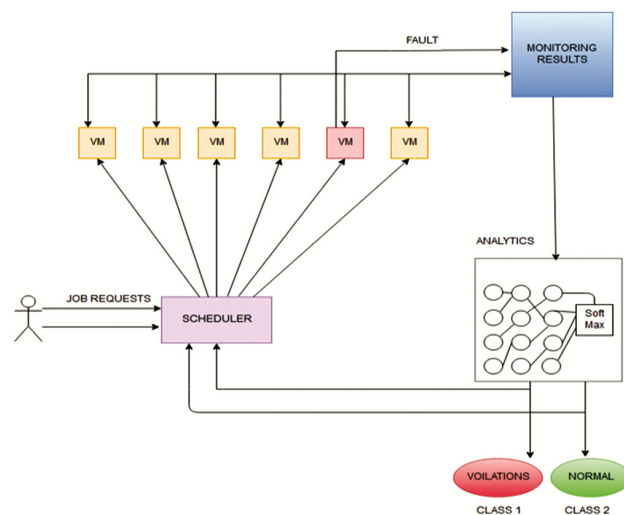 FAULT
MONITORING
RESULTS
VM
VM
VM
VM
VM
VM
ANALYTICS
JOB REQUESTS
SCHEDULER
Soft
Max
VOILATIONS
NORMAL
CLASS 1
CLASS 2